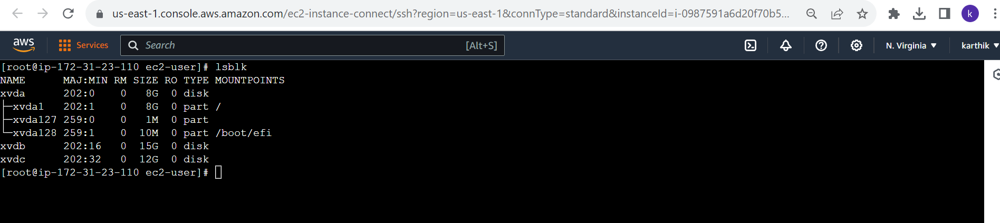 us-east-1.console.aws.amazon.com/ec2-instance-connect/ssh?region=us-east-1&connType=standard&instanceId=i-0987591a6d20f70b5...
k
aws Services Search [Alt+S] N. Virginia karthik
[root@ip-172-31-23-110 ec2-user]# lsblk
NAME MAJ:MIN RM SIZE RO TYPE MOUNTPOINTS
xvda 202:0 0 8G 0 disk
├─xvda1 202:1 0 8G 0 part /
├─xvda127 259:0 0 1M 0 part
└─xvda128 259:1 0 10M 0 part /boot/efi
xvdb 202:16 0 15G 0 disk
xvdc 202:32 0 12G 0 disk
[root@ip-172-31-23-110 ec2-user]#